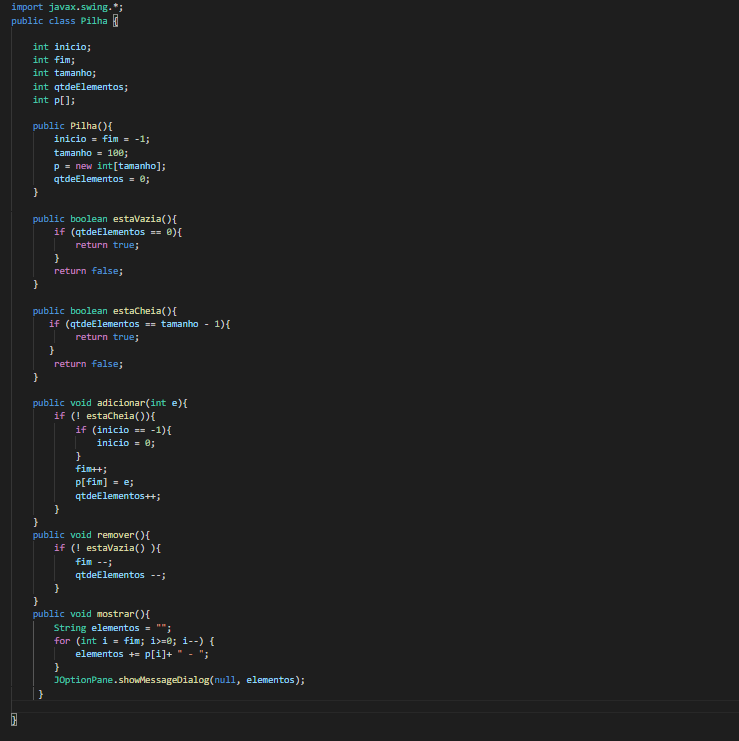 import javax.swing.*;
public class Pilha {
int inicio;
int fim;
int tamanho;
int qtdeElementos;
int p[];
public Pilha(){
inicio = fim = -1;
tamanho = 100;
p = new int[tamanho];
qtdeElementos = 0;
}
public boolean estaVazia(){
if (qtdeElementos == 0){
return true;
}
return false;
}
public boolean estaCheia(){
if (qtdeElementos == tamanho - 1){
return true;
}
return false;
}
public void adicionar(int e){
if (! estaCheia()){
if (inicio == -1){
inicio = 0;
}
fim++;
p[fim] = e;
qtdeElementos++;
}
}
public void remover(){
if (! estaVazia() ){
fim --;
qtdeElementos --;
}
}
public void mostrar(){
String elementos = "";
for (int i = fim; i>=0; i--) {
elementos += p[i]+ " - ";
}
JOptionPane.showMessageDialog(null, elementos);
}
}